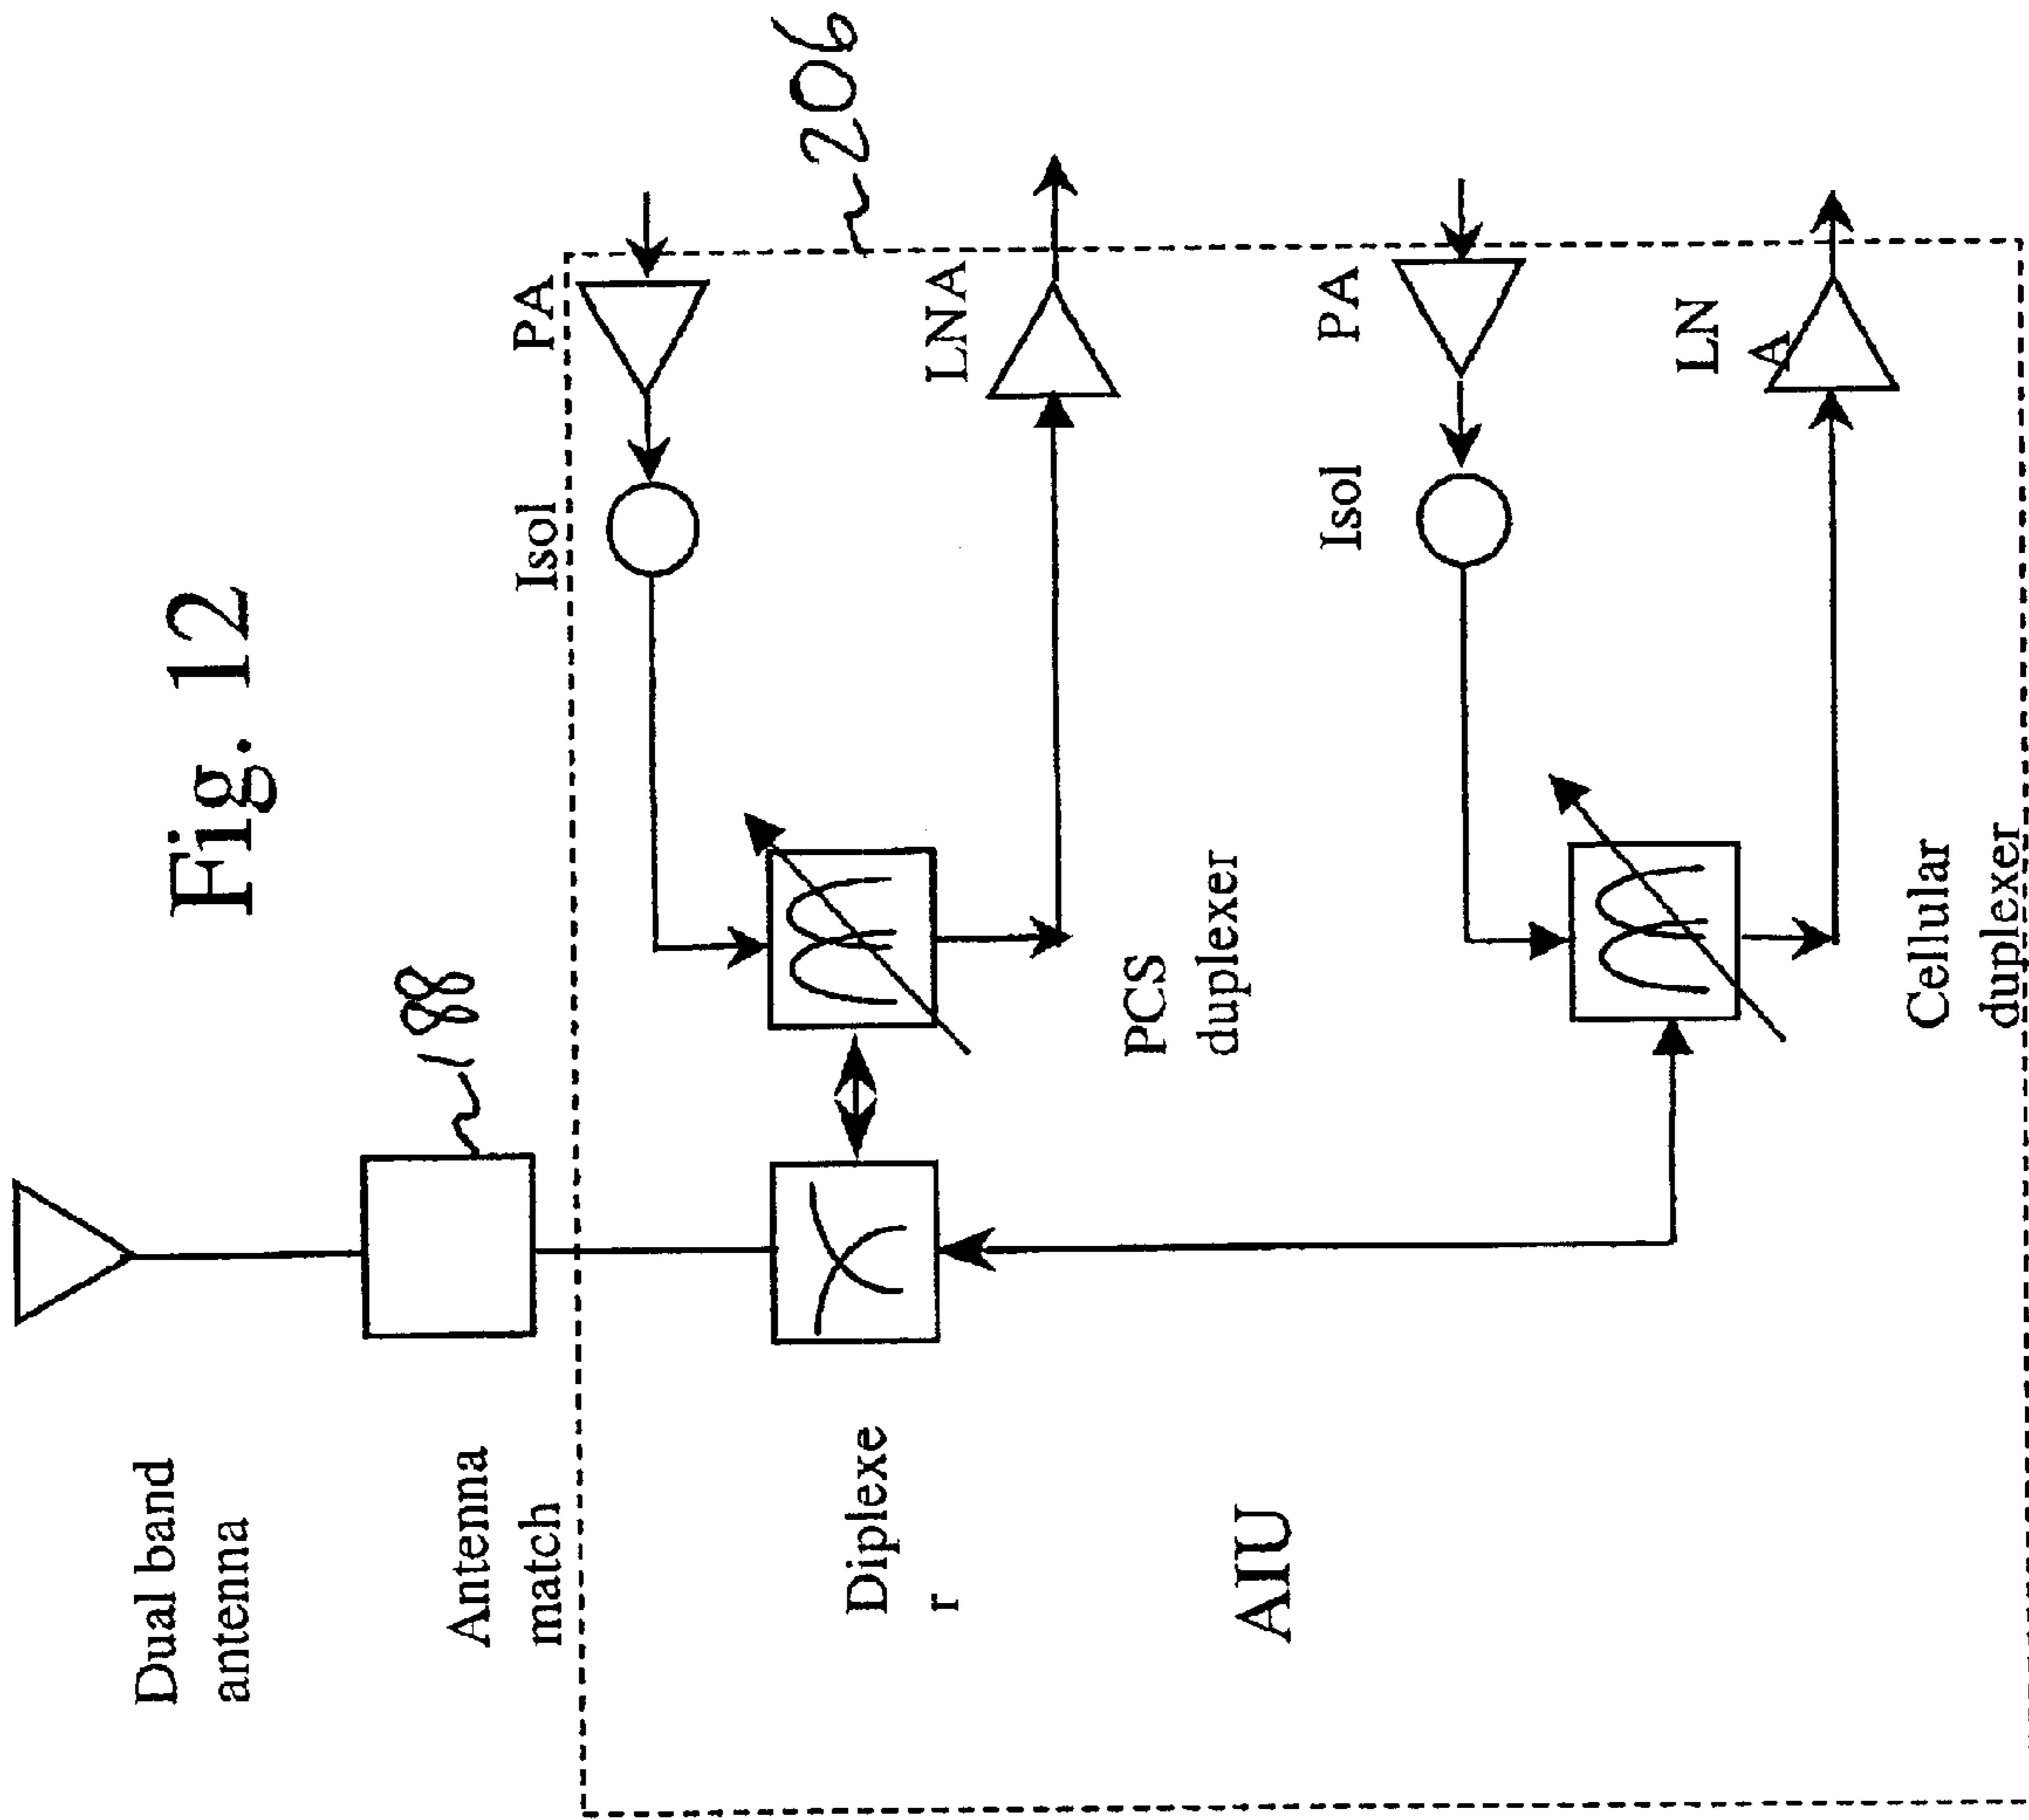 Fig. 12
Dual band
antenna
188
Antenna
match
206
PA
Isol
LNA
Diplexe
r
PCS
duplexer
AIU
PA
Isol
LN
A
Cellular
duplexer